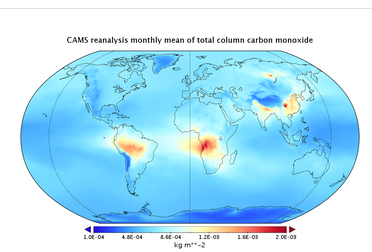 CAMS reanalysis monthly mean of total column carbon monoxide
1.0E-04 4.8E-04 8.6E-04 1.2E-03 1.6E-03 2.0E-03
kg m**-2